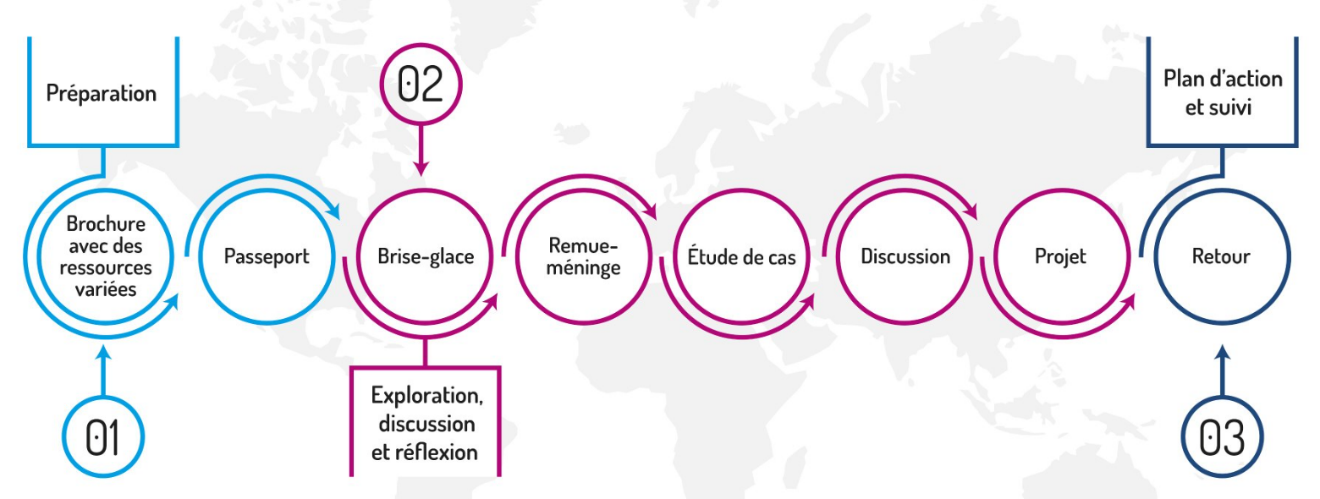 Préparation
Brochure
avec des
ressources
variées
01
Passeport
02
Brise-glace
Exploration,
discussion
et réflexion
Remue-
méninge
Étude de cas
Discussion
Projet
Plan d’action
et suivi
Retour
03